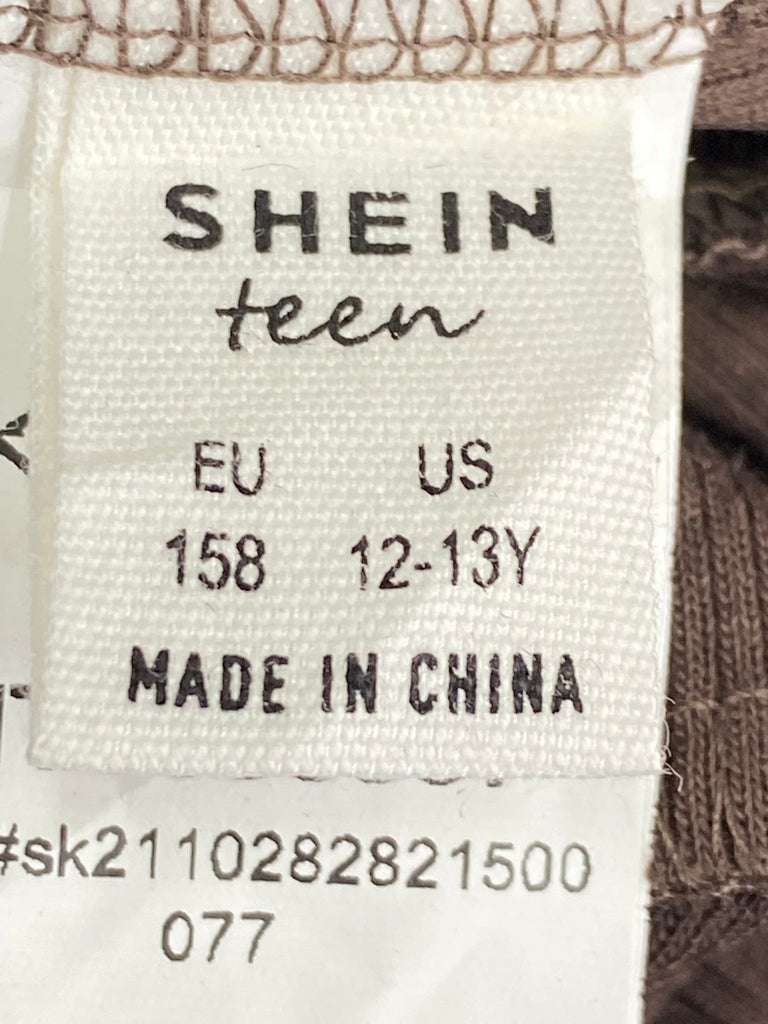 SHEIN
teen
EU US
158 12-13Y
MADE IN CHINA
#sk2110282821500
077